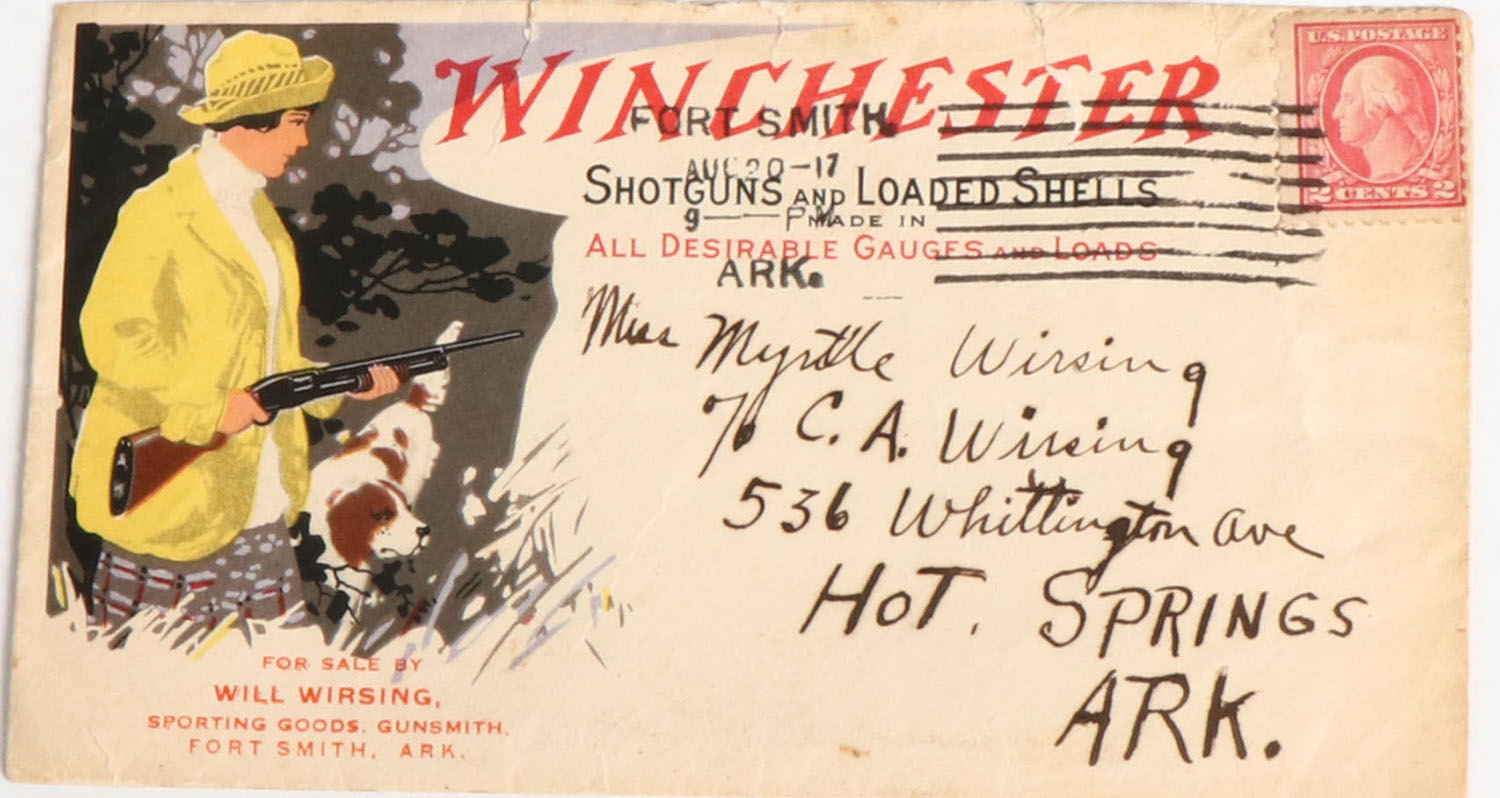 WINCHESTER
SHOTGUNS AND LOADED SHELLS
MADE IN
ALL DESIRABLE GAUGES AND LOADS
FORT SMITH.
AUG 20 - 17
9 — PM
ARK.
U.S. POSTAGE
2 CENTS 2
Miss Myrtle Wirsing
℅ C. A. Wirsing
536 Whittington ave
HOT. SPRINGS
ARK.
FOR SALE BY
WILL WIRSING,
SPORTING GOODS, GUNSMITH.
FORT SMITH, ARK.